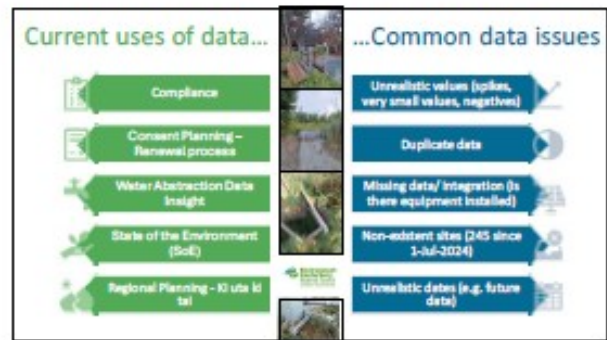 Current uses of data...
Compliance
Consent Planning –
Renewal process
Water Abstraction Data
Insight
State of the Environment
(SoE)
Regional Planning - Ki uta ki
tai
...Common data issues
Unrealistic values (spikes,
very small values, negatives)
Duplicate data
Missing data/ Integration (is
there equipment installed)
Non-existent sites (245 since
1-Jul-2024)
Unrealistic dates (e.g. future
data)